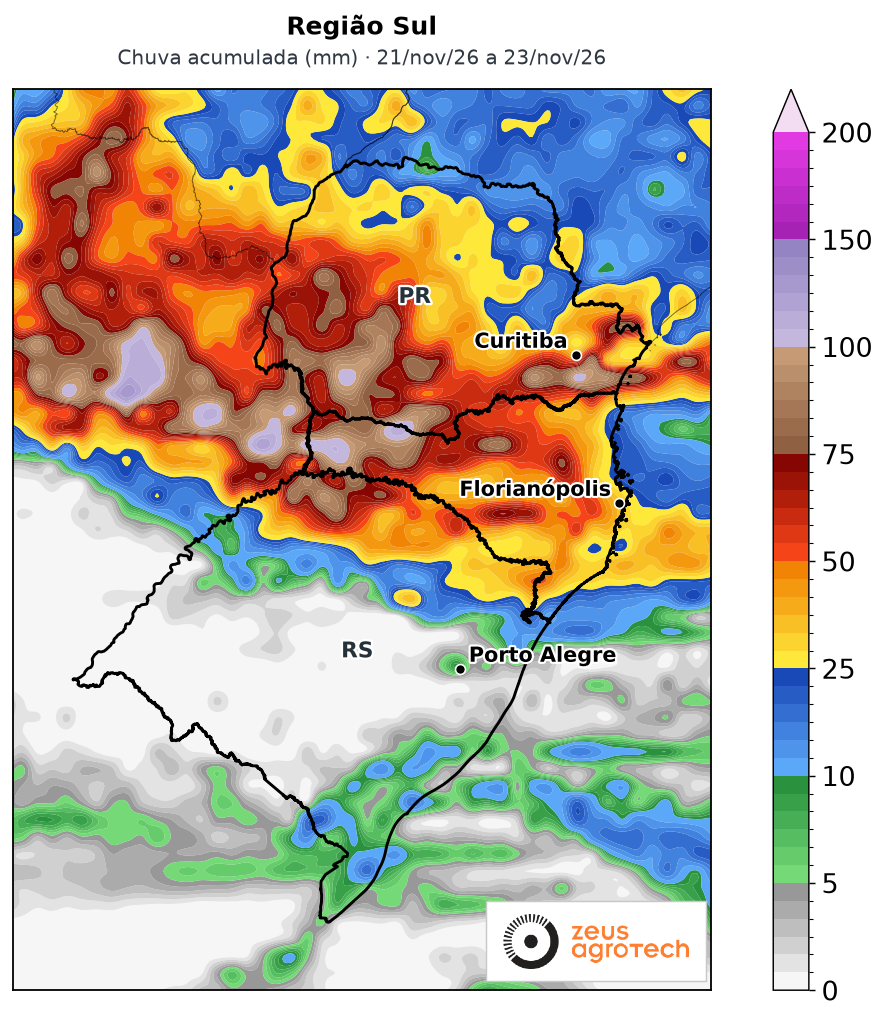 Região Sul
Chuva acumulada (mm) · 21/nov/26 a 23/nov/26
200
150
100
75
50
25
10
5
0
PR
Curitiba
Florianópolis
RS
Porto Alegre
zeus
agrotech